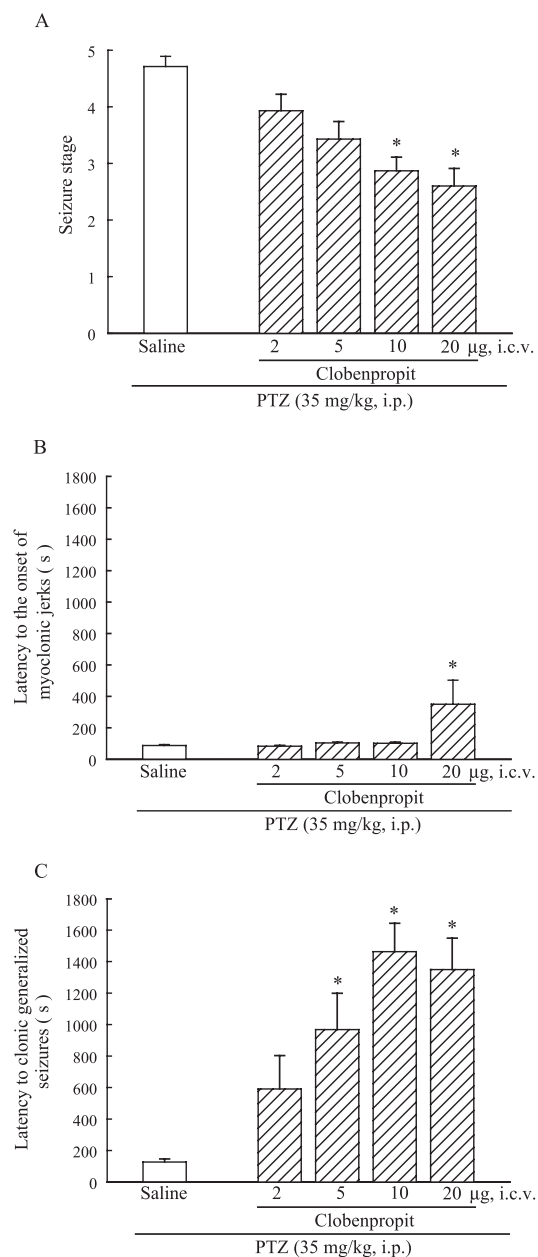 A
Seizure stage
5
4
3
2
1
0
* *
Saline 2 5 10 20 µg, i.c.v.
Clobenpropit
PTZ (35 mg/kg, i.p.)
B
Latency to the onset of
myoclonic jerks ( s )
1800
1600
1400
1200
1000
800
600
400
200
0
*
Saline 2 5 10 20 µg, i.c.v.
Clobenpropit
PTZ (35 mg/kg, i.p.)
C
Latency to clonic generalized
seizures ( s )
1800
1600
1400
1200
1000
800
600
400
200
0
* * *
Saline 2 5 10 20 µg, i.c.v.
Clobenpropit
PTZ (35 mg/kg, i.p.)